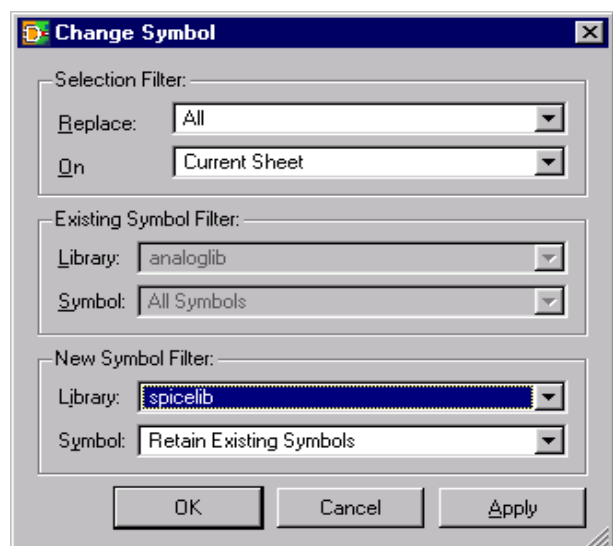 Change Symbol
Selection Filter:
Replace: All
On Current Sheet
Existing Symbol Filter:
Library: analoglib
Symbol: All Symbols
New Symbol Filter:
Library: spicelib
Symbol: Retain Existing Symbols
OK Cancel Apply